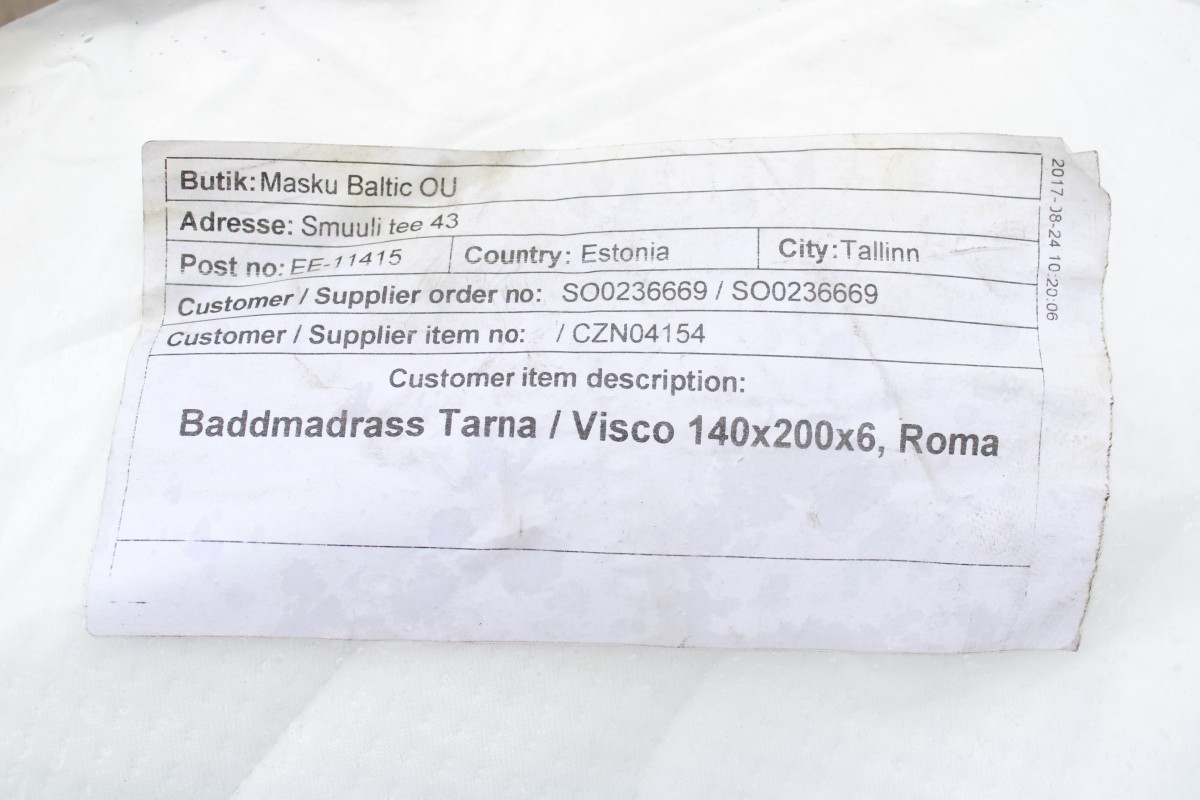 Butik: Masku Baltic OU
Adresse: Smuuli tee 43
Post no: EE-11415 Country: Estonia City: Tallinn
Customer / Supplier order no: SO0236669 / SO0236669
Customer / Supplier item no: / CZN04154
Customer item description:
Baddmadrass Tarna / Visco 140x200x6, Roma
2017-08-24 10:20:06